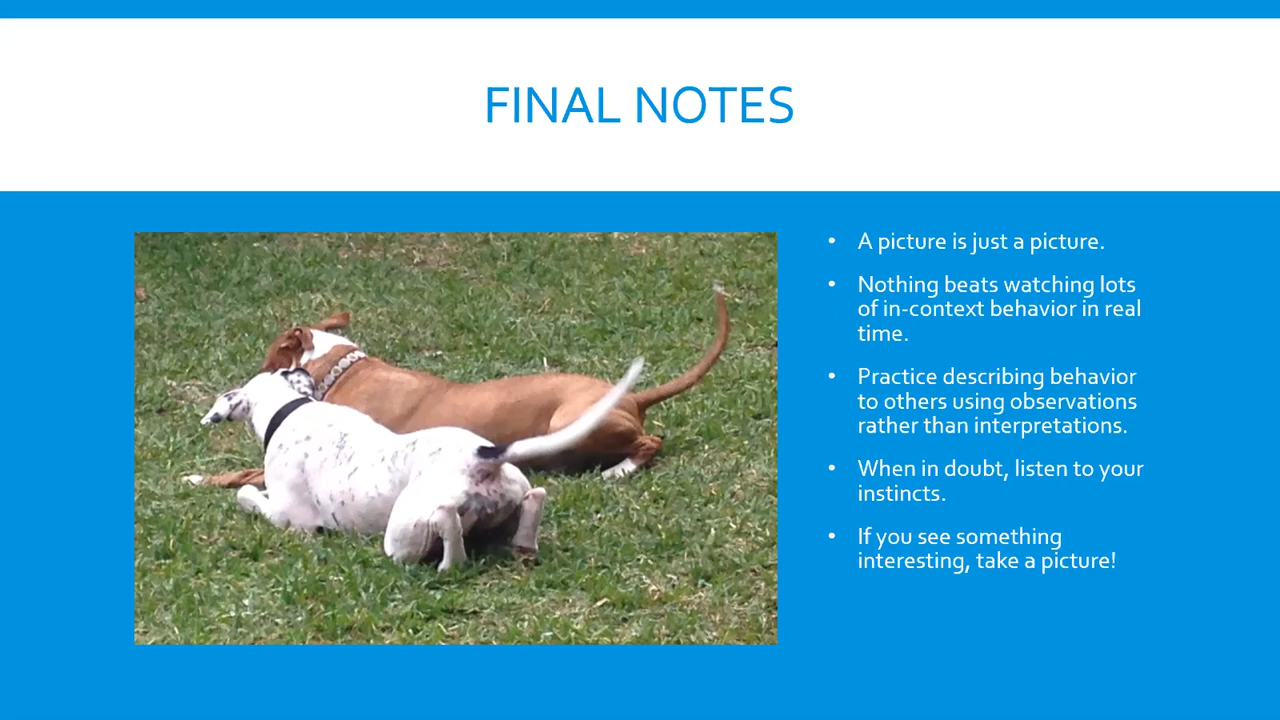 FINAL NOTES
• A picture is just a picture.
• Nothing beats watching lots
of in-context behavior in real
time.
• Practice describing behavior
to others using observations
rather than interpretations.
• When in doubt, listen to your
instincts.
• If you see something
interesting, take a picture!